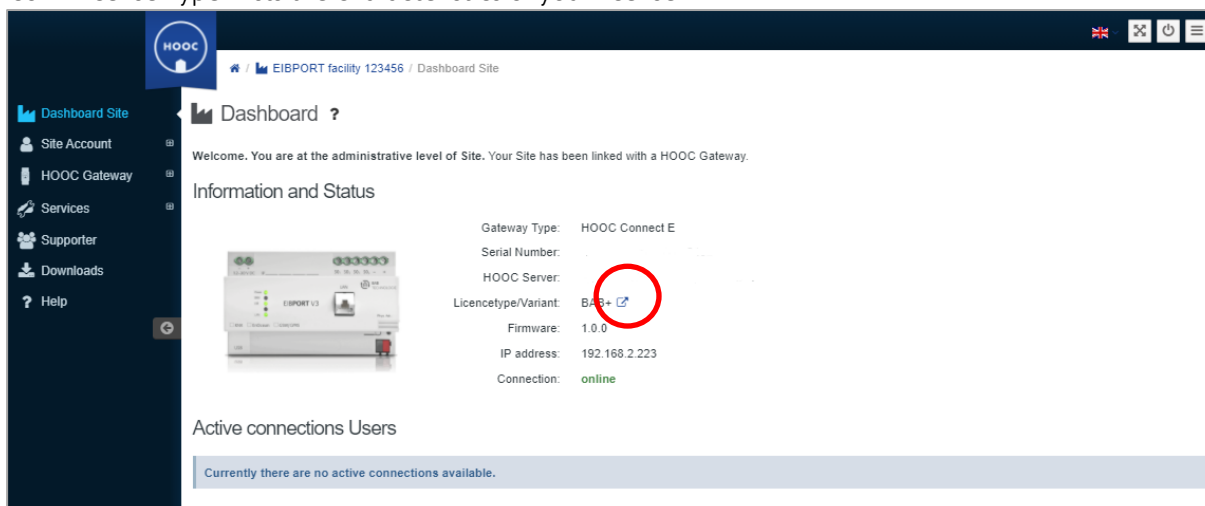 HOOC
/ EIBPORT facility 123456 / Dashboard Site
Dashboard Site
Site Account
HOOC Gateway
Services
Supporter
Downloads
? Help
Dashboard ?
Welcome. You are at the administrative level of Site. Your Site has been linked with a HOOC Gateway.
Information and Status
EIBPORT V3
Gateway Type: HOOC Connect E
Serial Number:
HOOC Server:
Licencetype/Variant: BAB+
Firmware: 1.0.0
IP address: 192.168.2.223
Connection: online
Active connections Users
Currently there are no active connections available.